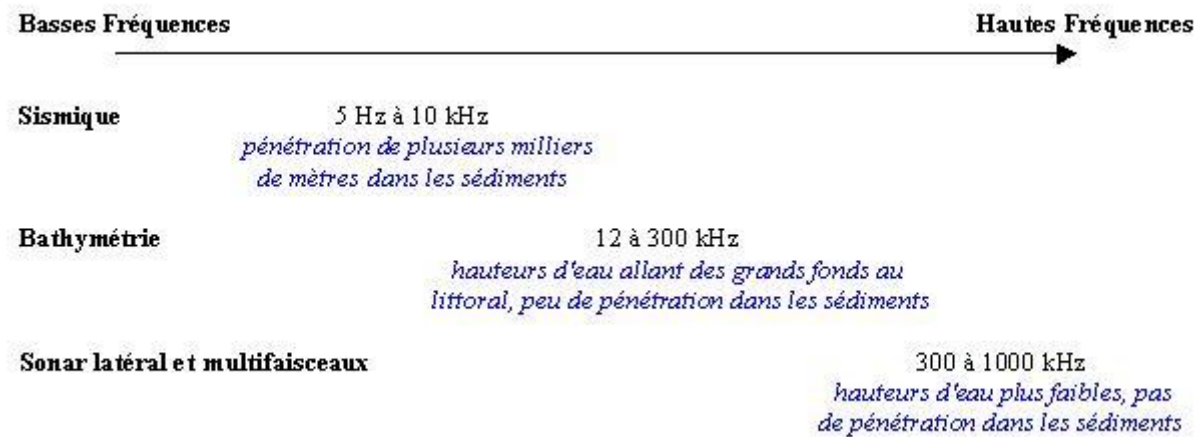 Basses Fréquences Hautes Fréquences
Sismique 5 Hz à 10 kHz
pénétration de plusieurs milliers
de mètres dans les sédiments
Bathymétrie 12 à 300 kHz
hauteurs d'eau allant des grands fonds au
littoral, peu de pénétration dans les sédiments
Sonar latéral et multifaisceaux 300 à 1000 kHz
hauteurs d'eau plus faibles, pas
de pénétration dans les sédiments